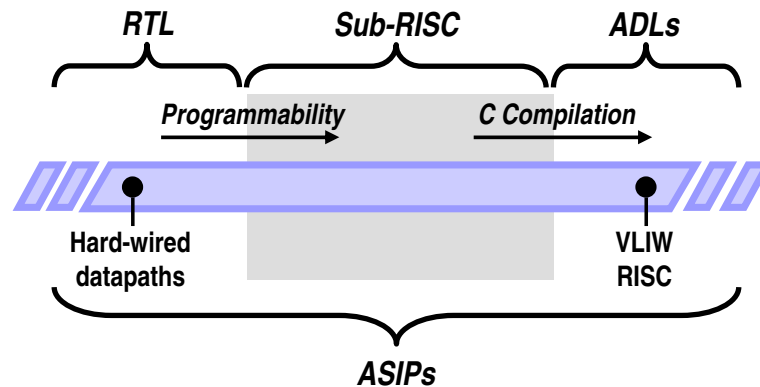 RTL
Sub-RISC
ADLs
Programmability
C Compilation
Hard-wired
datapaths
VLIW
RISC
ASIPs